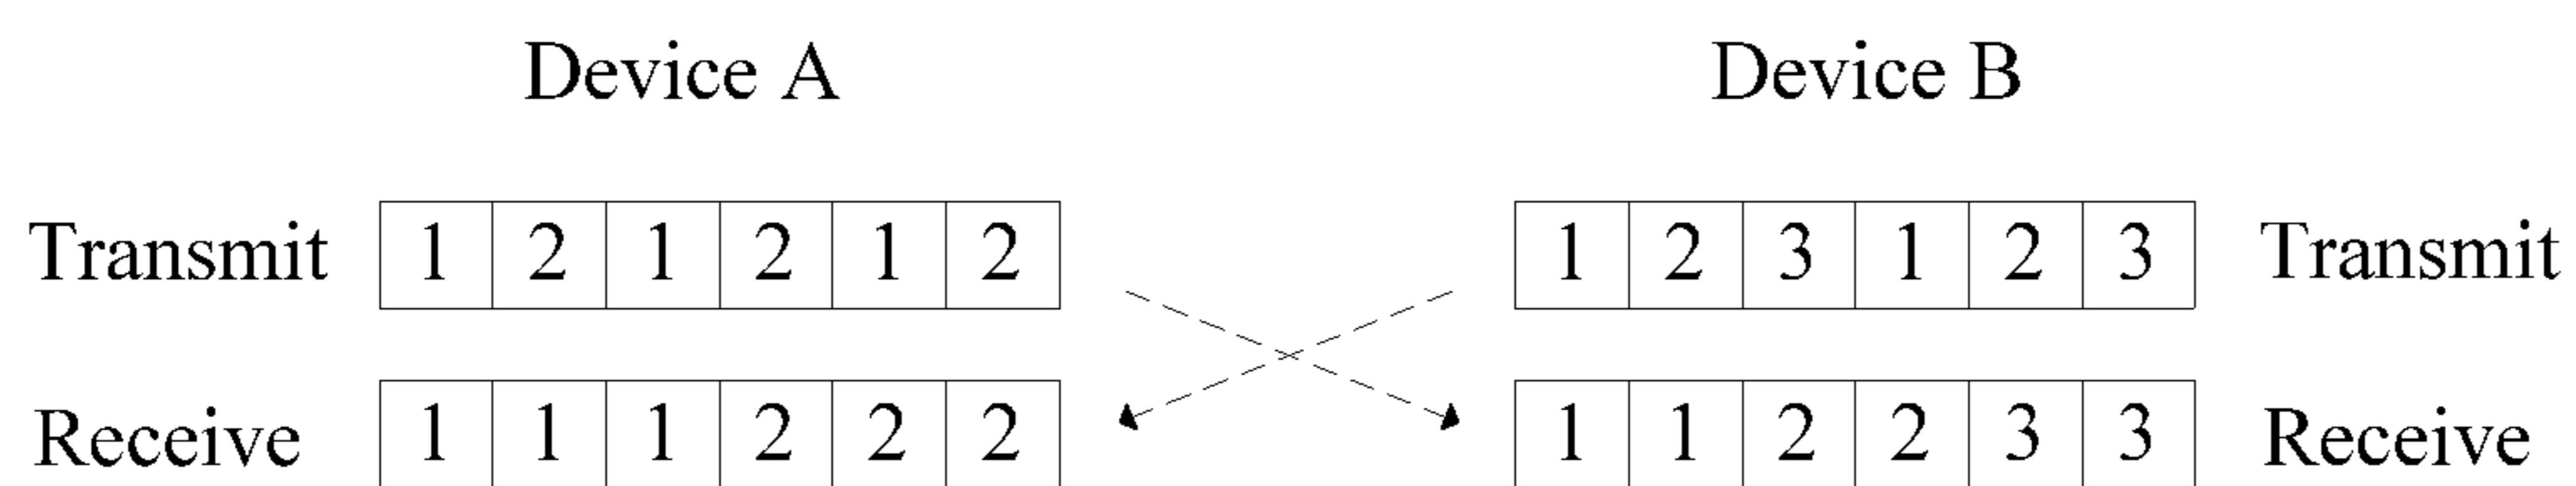 Device A Device B
Transmit 1 2 1 2 1 2 1 2 3 1 2 3 Transmit
Receive 1 1 1 2 2 2 1 1 2 2 3 3 Receive